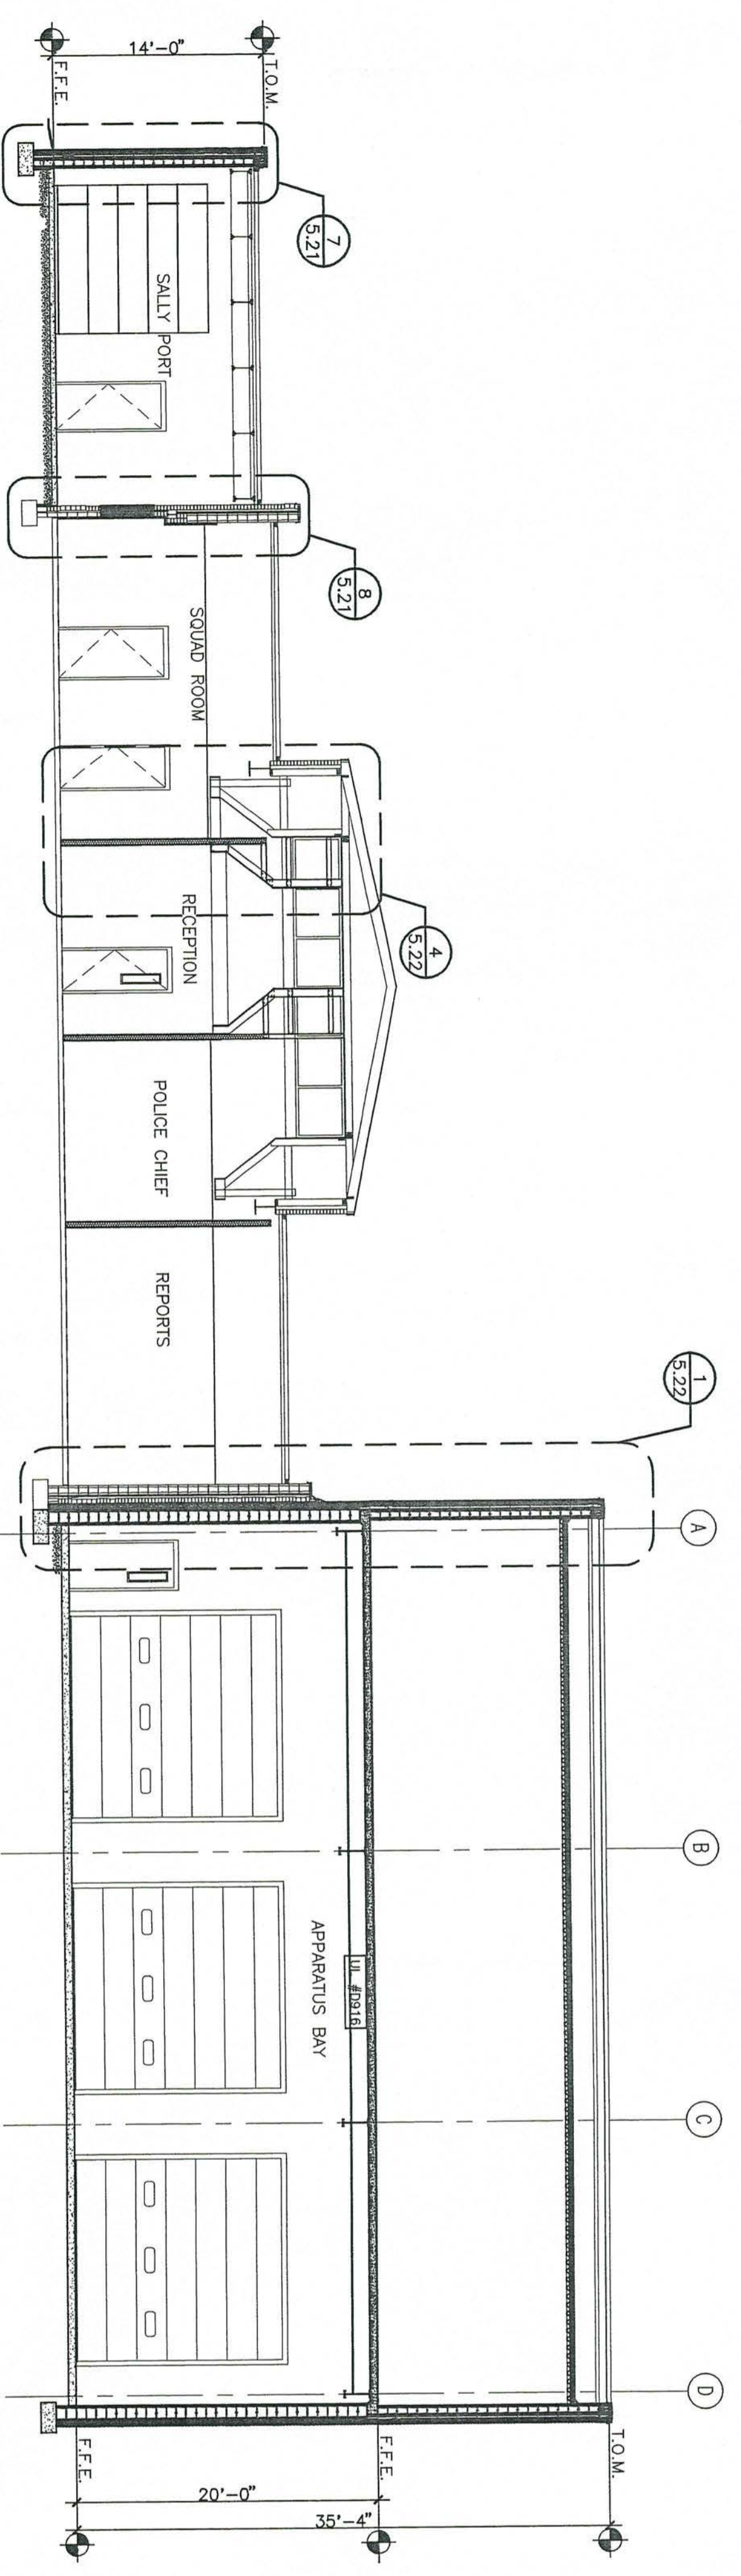 T.O.M.
14'-0"
F.F.E.
7
5.21
SALLY PORT
8
5.21
SQUAD ROOM
4
5.22
RECEPTION
POLICE CHIEF
REPORTS
1
5.22
A
B
C
D
UL #D916
APPARATUS BAY
T.O.M.
F.F.E.
F.F.E.
20'-0"
35'-4"